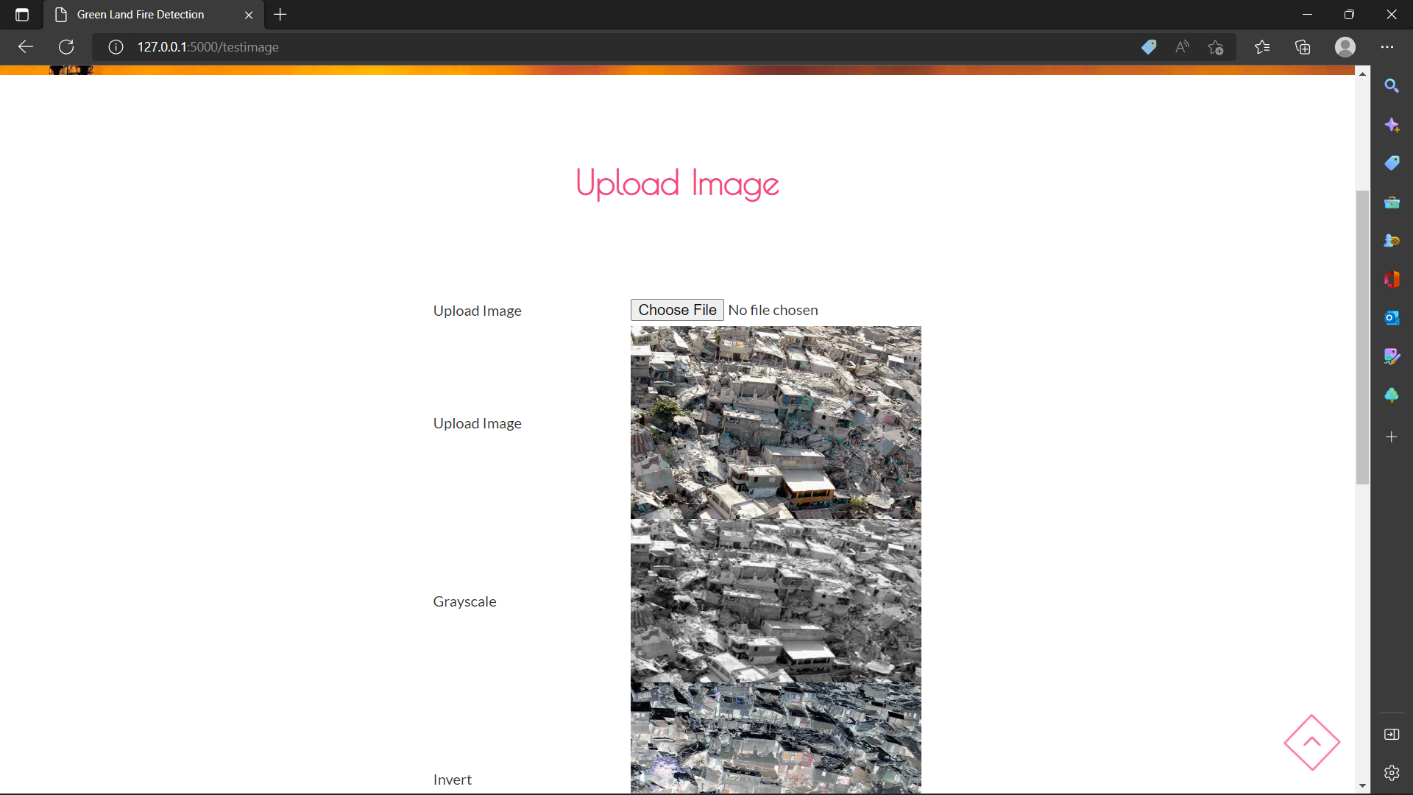 Green Land Fire Detection
127.0.0.1:5000/testimage
Upload Image
Upload Image
Choose File No file chosen
Upload Image
Grayscale
Invert